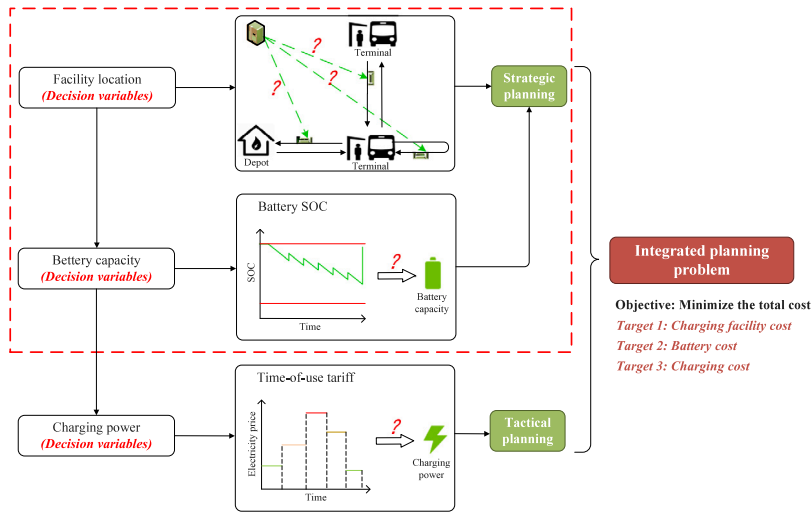 Facility location
(Decision variables)
?
?
?
Terminal
Depot
Terminal
Strategic
planning
Bettery capacity
(Decision variables)
Battery SOC
SOC
Time
?
Battery
capacity
Integrated planning
problem
Objective: Minimize the total cost
Target 1: Charging facility cost
Target 2: Battery cost
Target 3: Charging cost
Charging power
(Decision variables)
Time-of-use tariff
Electricity price
Time
?
Charging
power
Tactical
planning